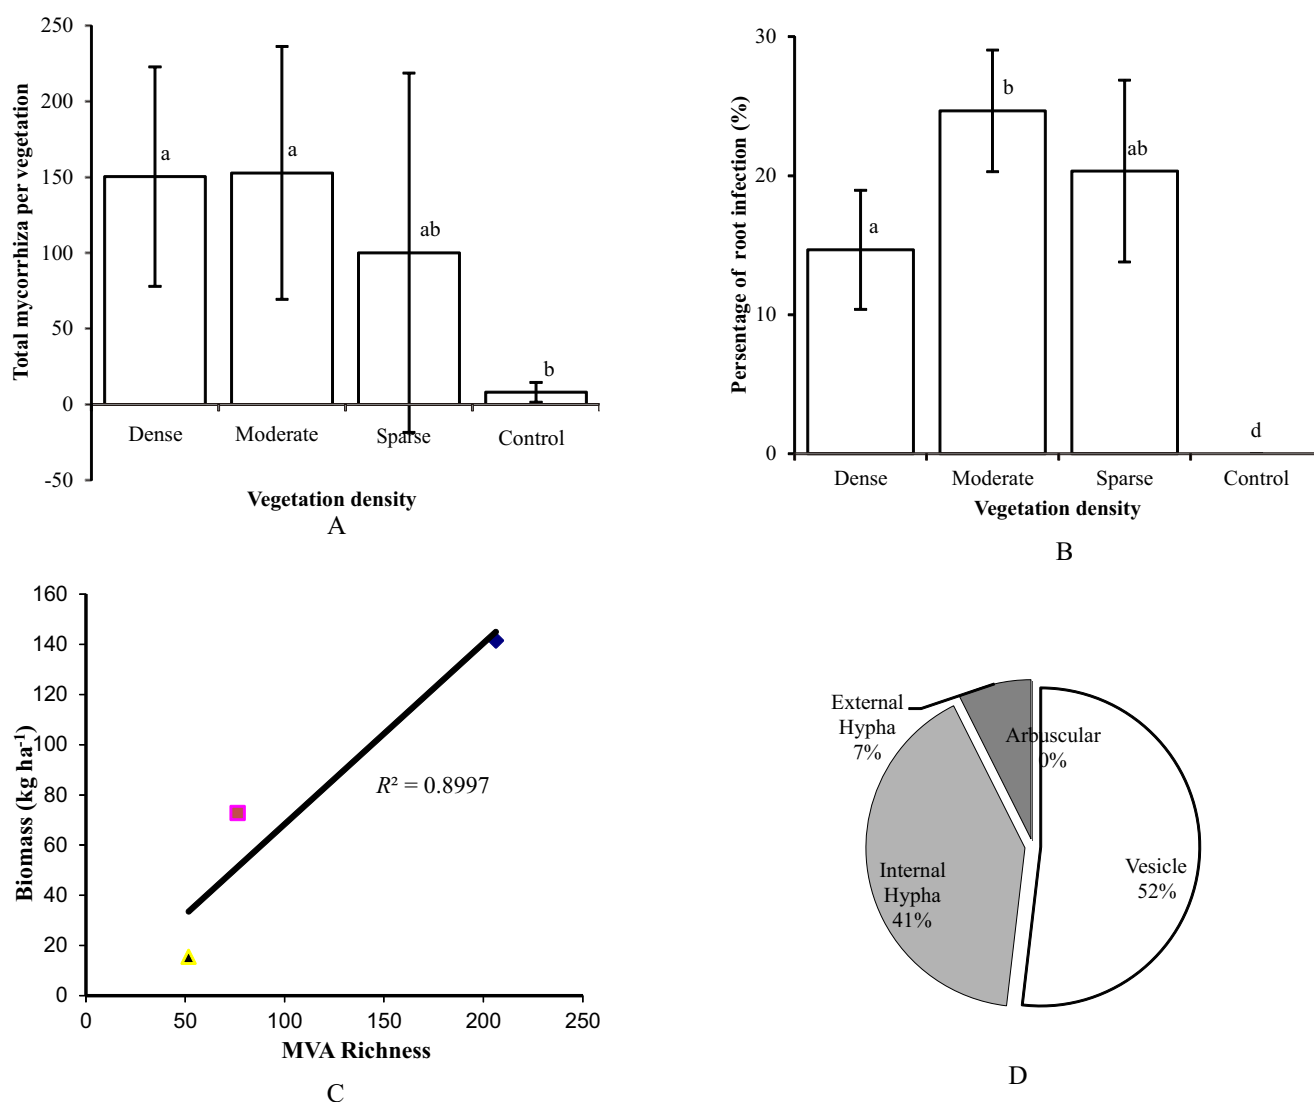 250
200
150
100
50
0
-50
Total mycorrhiza per vegetation
a
a
ab
b
Dense
Moderate
Sparse
Control
Vegetation density
A
30
20
10
0
Persentage of root infection (%)
a
b
ab
d
Dense
Moderate
Sparse
Control
Vegetation density
B
160
140
120
100
80
60
40
20
0
Biomass (kg ha⁻¹)
R² = 0.8997
0
50
100
150
200
250
MVA Richness
C
External
Hypha
7%
Arbuscular
0%
Internal
Hypha
41%
Vesicle
52%
D